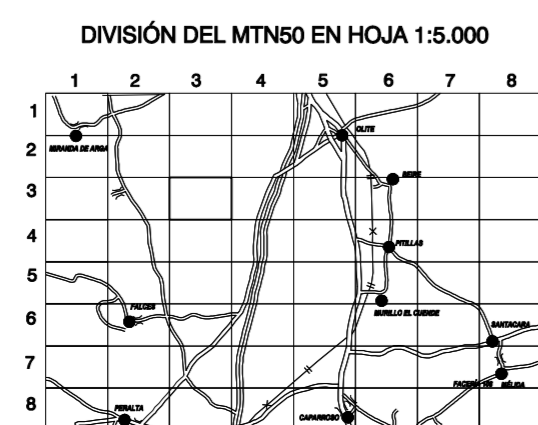 DIVISIÓN DEL MTN50 EN HOJA 1:5.000
1 2 3 4 5 6 7 8
1
OLITE
2
MIRANDA DE ARGA
BEIRE
3
4
PITILLAS
5
FALCES
MURILLO EL CUENDE
6
SANTACARA
7
FACERÍA 106 MÉLIDA
8
PERALTA
CAPARROSO